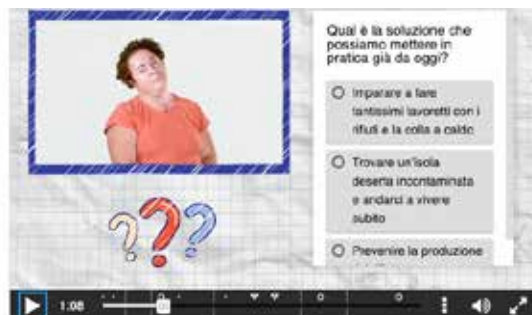 Qual è la soluzione che
possiamo mettere in
pratica già da oggi?
Imparare a fare
tantissimi lavoretti con i
rifiuti e la colla a caldo
Trovare un'isola
deserta incontaminata
e andarci a vivere
subito
Prevenire la produzione
???
1:08